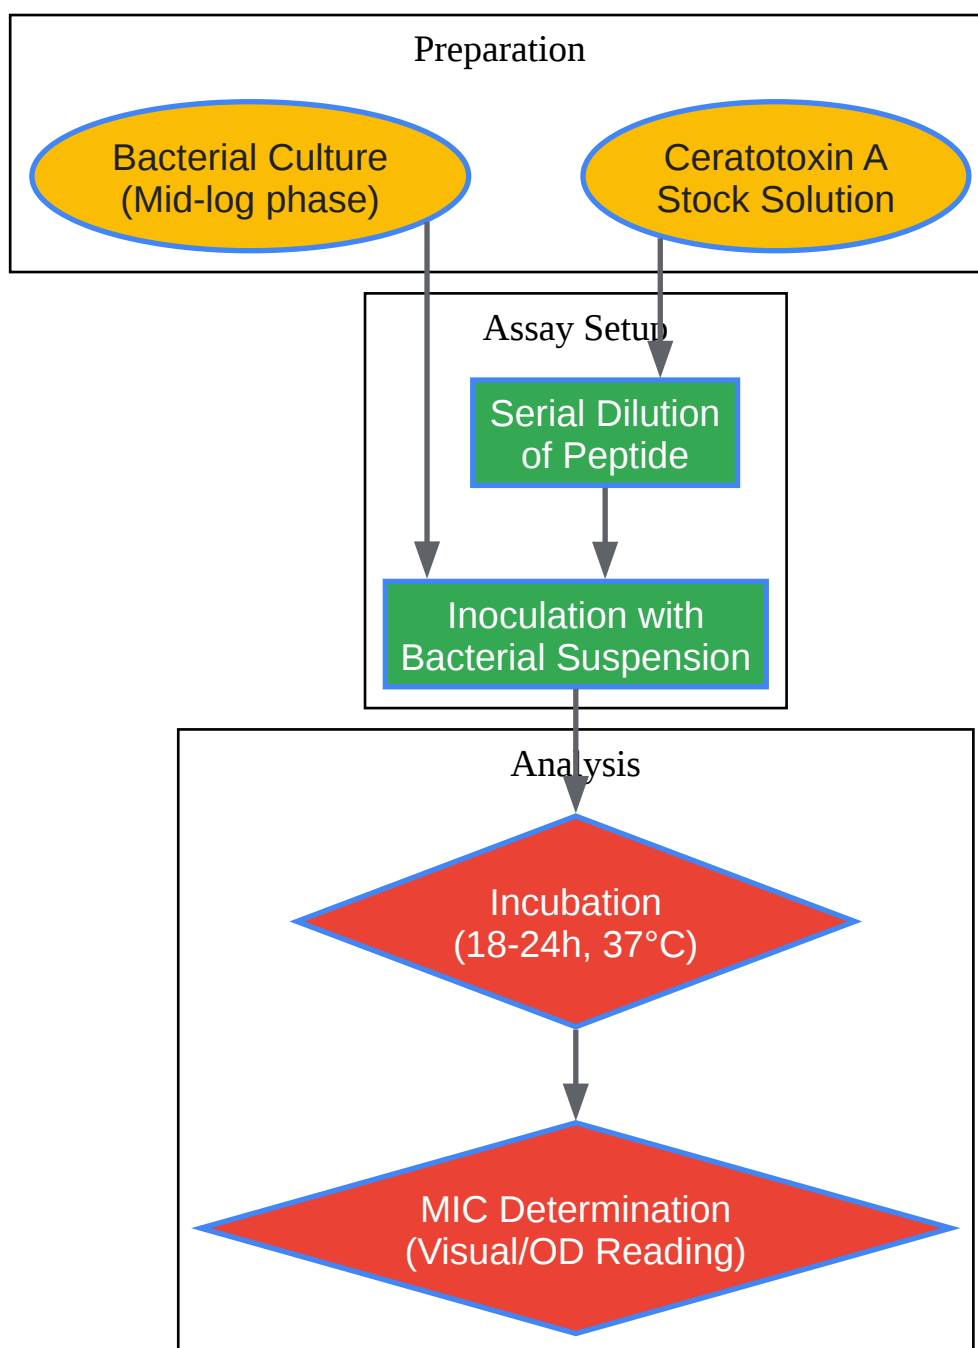 Preparation
Bacterial Culture
(Mid-log phase)
Ceratotoxin A
Stock Solution
Assay Setup
Serial Dilution
of Peptide
Inoculation with
Bacterial Suspension
Analysis
Incubation
(18-24h, 37°C)
MIC Determination
(Visual/OD Reading)